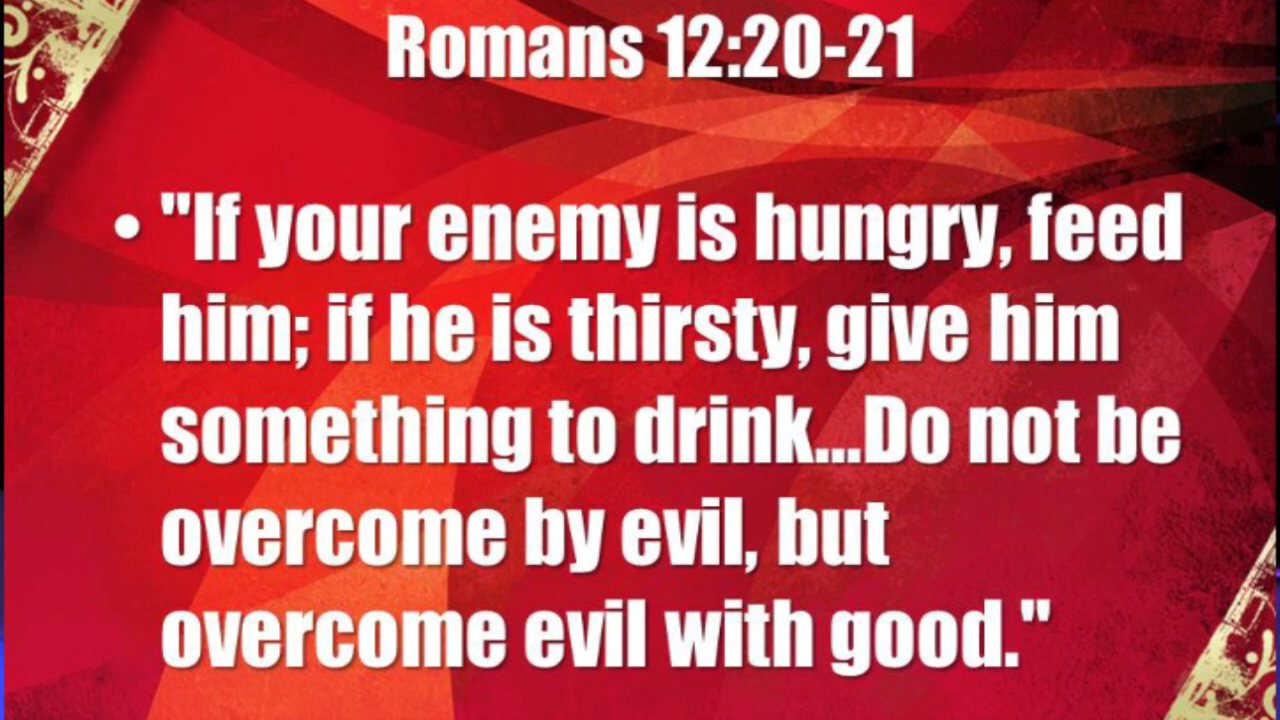 Romans 12:20-21
• "If your enemy is hungry, feed
him; if he is thirsty, give him
something to drink...Do not be
overcome by evil, but
overcome evil with good."